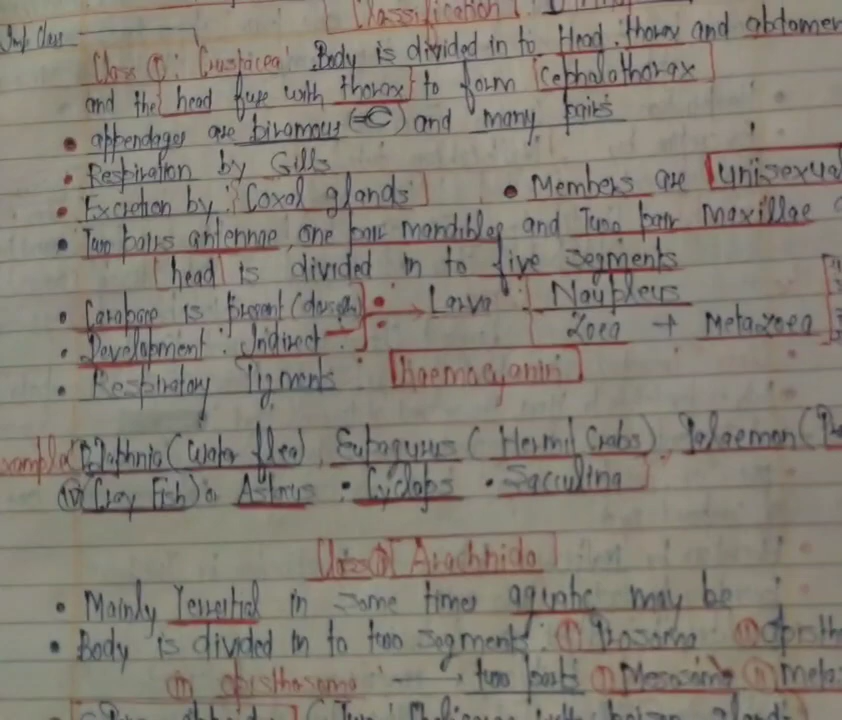 Classification :
Class ① : Crustacea Body is divided in to Head, thorax and abdomen
and the head fuse with thorax to form Cephalothorax
• appendages are biramous and many pairs
• Respiration by Gills
• Excretion by : Coxal glands • Members are Unisexual
• Two pairs antennae, one pair mandibles and Two pair Maxillae
head is divided in to five segments
• Carapace is present Larva : Naupleus
• Development : Indirect Zoea + Metazoea
• Respiratory Pigments Haemocyanin
Daphnia (Water flea), Eupagurus (Hermit Crabs), Palaemon
(Cray Fish) Astacus • Cyclops • Sacculina
Class Arachnida
• Mainly Terrestrial in some times aquatic may be
• Body is divided in to two segments : ① Prosoma
opisthosoma → two parts ① Mesosoma